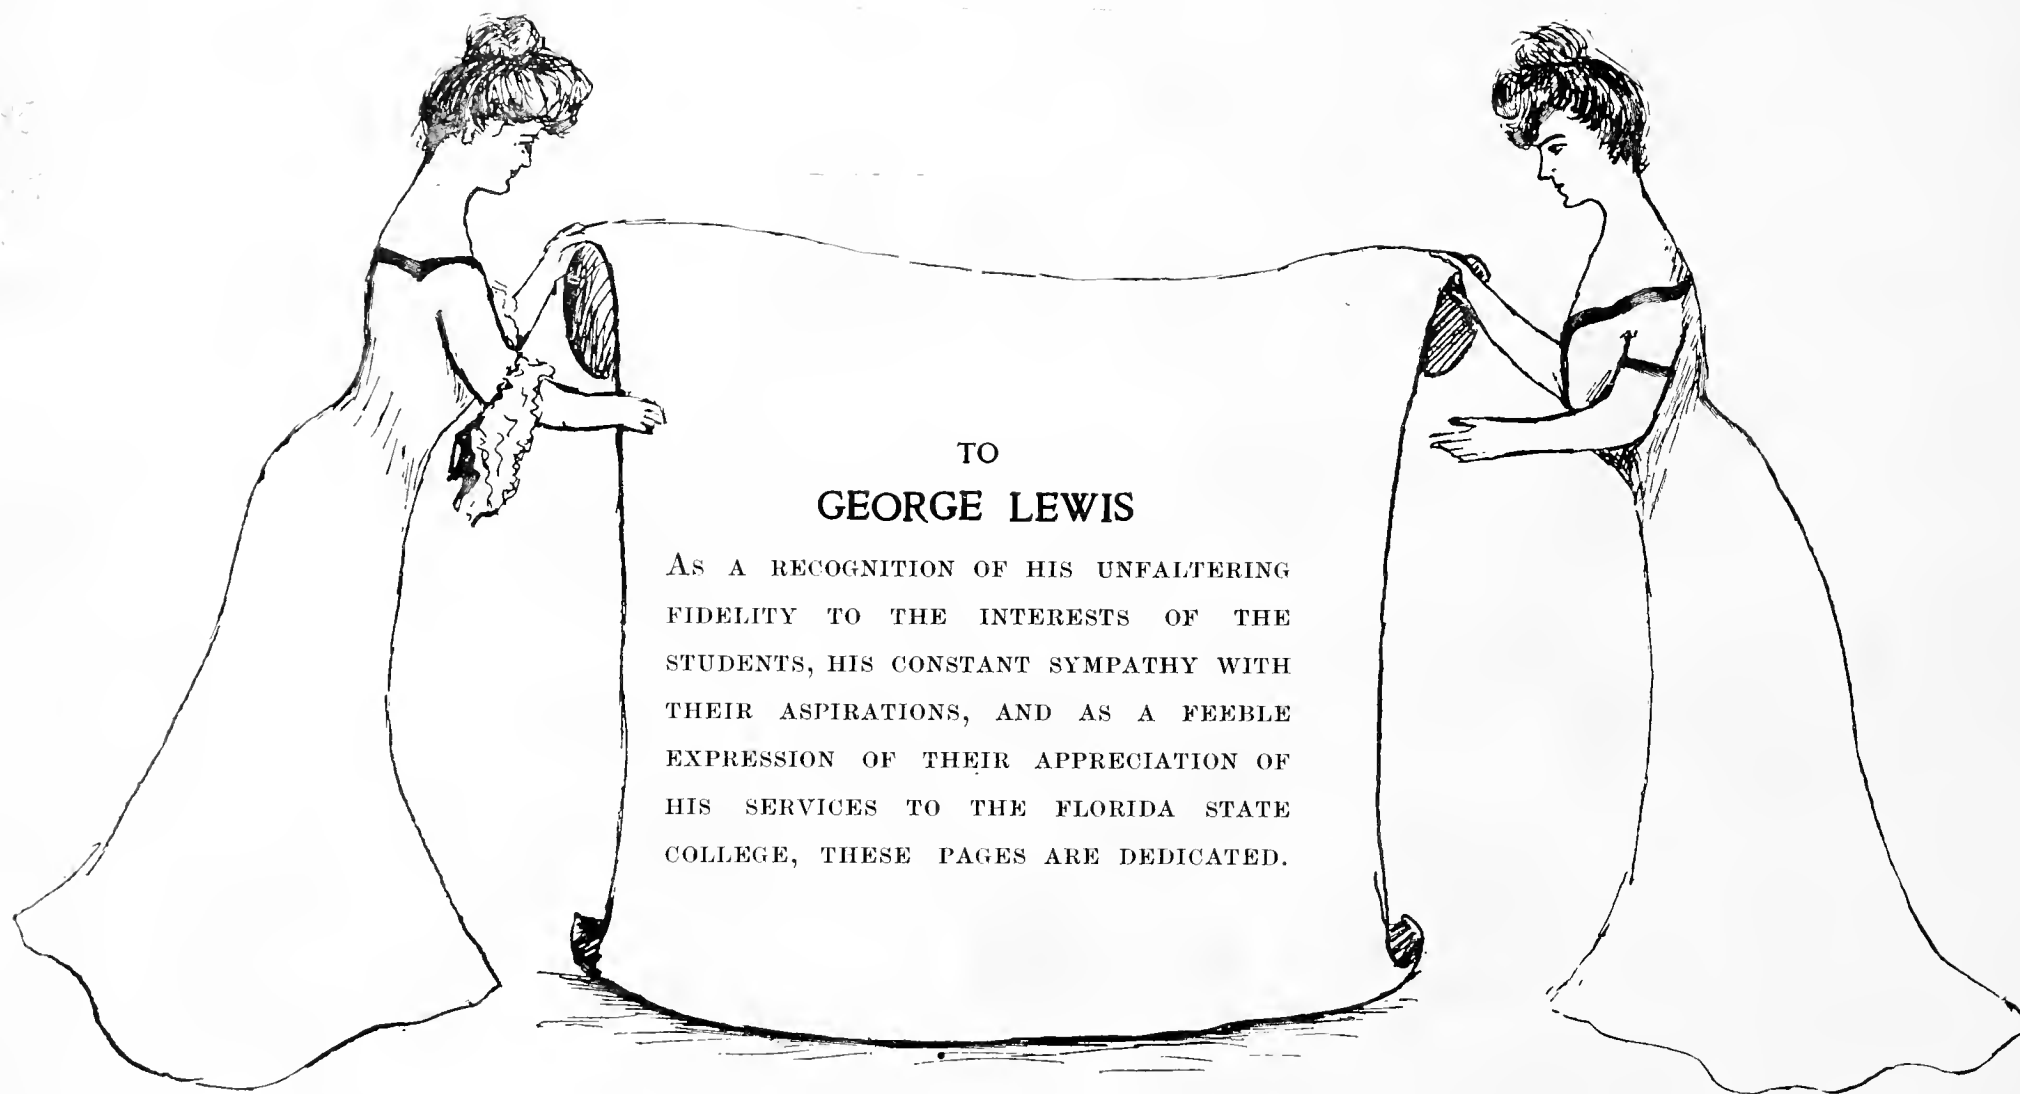 TO
GEORGE LEWIS
AS A RECOGNITION OF HIS UNFALTERING
FIDELITY TO THE INTERESTS OF THE
STUDENTS, HIS CONSTANT SYMPATHY WITH
THEIR ASPIRATIONS, AND AS A FEEBLE
EXPRESSION OF THEIR APPRECIATION OF
HIS SERVICES TO THE FLORIDA STATE
COLLEGE, THESE PAGES ARE DEDICATED.